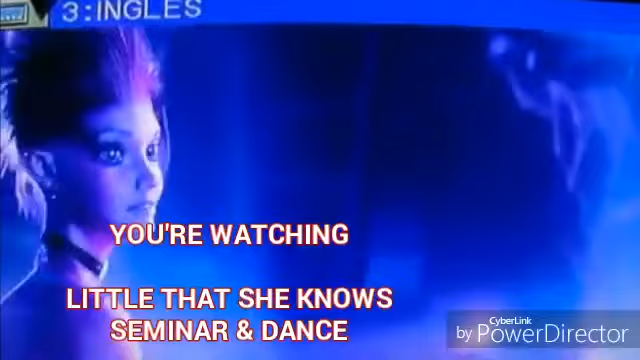 3:INGLES
YOU'RE WATCHING
LITTLE THAT SHE KNOWS
SEMINAR & DANCE
CyberLink
by PowerDirector